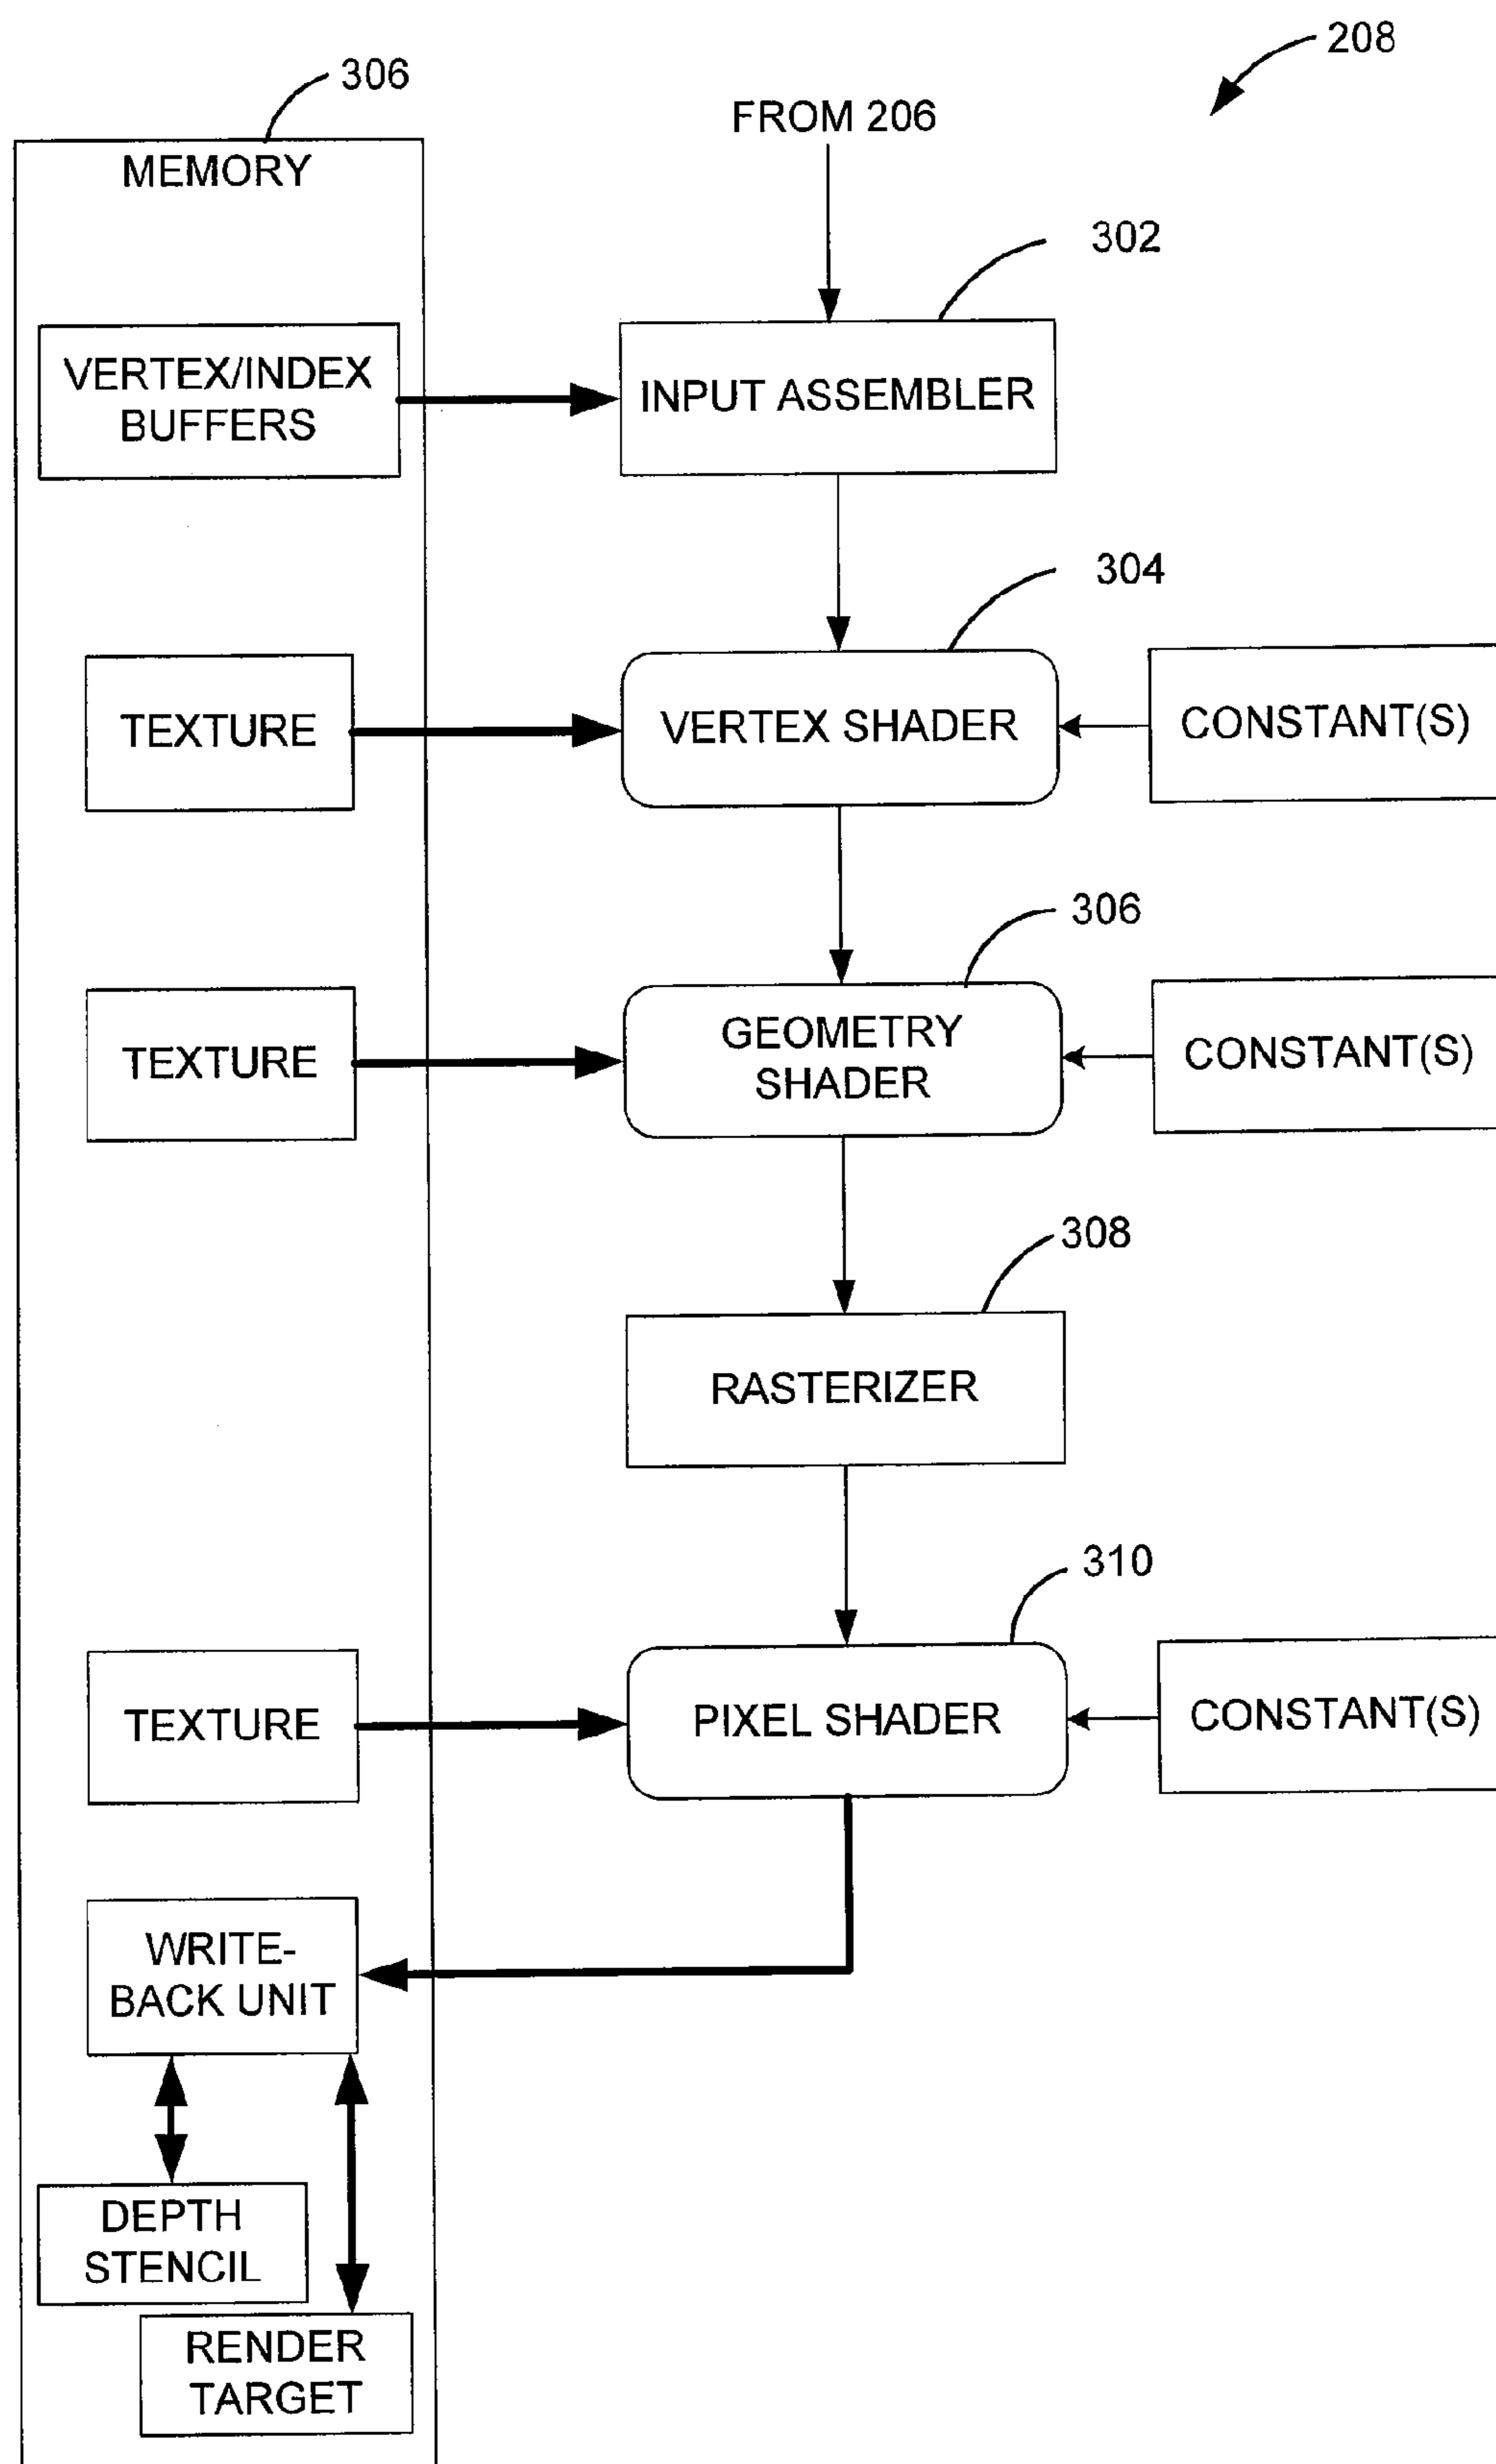 208
306
FROM 206
MEMORY
302
VERTEX/INDEX
BUFFERS
INPUT ASSEMBLER
304
TEXTURE
VERTEX SHADER
CONSTANT(S)
306
TEXTURE
GEOMETRY
SHADER
CONSTANT(S)
308
RASTERIZER
310
TEXTURE
PIXEL SHADER
CONSTANT(S)
WRITE-
BACK UNIT
DEPTH
STENCIL
RENDER
TARGET